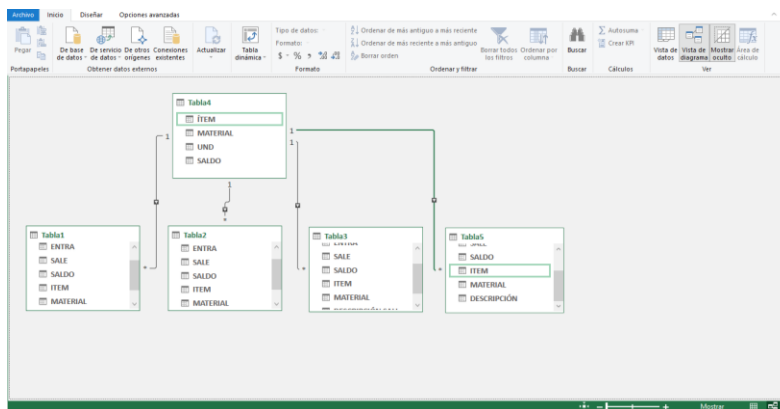 Archivo Inicio Diseñar Opciones avanzadas
Pegar
De base de datos
De servicio de datos
De otros orígenes
Conexiones existentes
Actualizar
Tabla dinámica
Tipo de datos:
Formato:
$ % 9
Ordenar de más antiguo a más reciente
Ordenar de más reciente a más antiguo
Borrar orden
Borrar todos los filtros
Ordenar por columna
Buscar
Autosuma
Crear KPI
Vista de datos
Vista de diagrama
Mostrar oculto
Área de cálculo
Portapapeles Obtener datos externos Formato Ordenar y filtrar Buscar Cálculos Ver
Tabla4
ÍTEM
MATERIAL
UND
SALDO
1
1
1
1
Tabla1
ENTRA
SALE
SALDO
ITEM
MATERIAL
*
Tabla2
ENTRA
SALE
SALDO
ITEM
MATERIAL
*
Tabla3
SALE
SALDO
ITEM
MATERIAL
*
Tabla5
SALE
SALDO
ITEM
MATERIAL
DESCRIPCIÓN
*
Mostrar